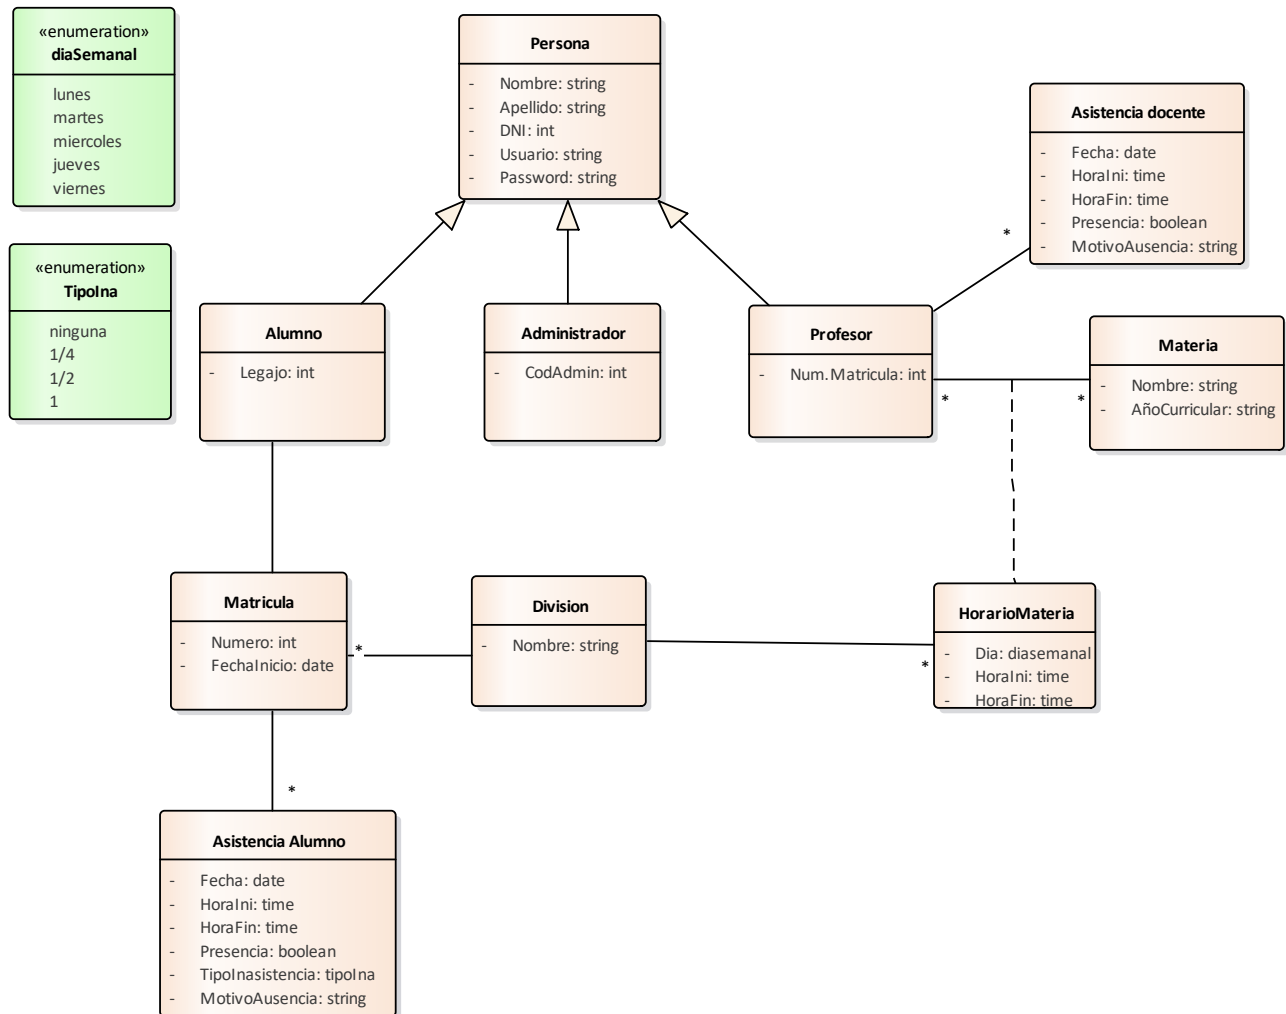 «enumeration»
diaSemanal
lunes
martes
miercoles
jueves
viernes
«enumeration»
TipoIna
ninguna
1/4
1/2
1
Persona
- Nombre: string
- Apellido: string
- DNI: int
- Usuario: string
- Password: string
Asistencia docente
- Fecha: date
- HoraIni: time
- HoraFin: time
- Presencia: boolean
- MotivoAusencia: string
*
Alumno
- Legajo: int
Administrador
- CodAdmin: int
Profesor
- Num.Matricula: int
*
*
Materia
- Nombre: string
- AñoCurricular: string
Matricula
- Numero: int
- FechaInicio: date
*
Division
- Nombre: string
*
HorarioMateria
- Dia: diasemanal
- HoraIni: time
- HoraFin: time
*
Asistencia Alumno
- Fecha: date
- HoraIni: time
- HoraFin: time
- Presencia: boolean
- TipoInasistencia: tipoIna
- MotivoAusencia: string